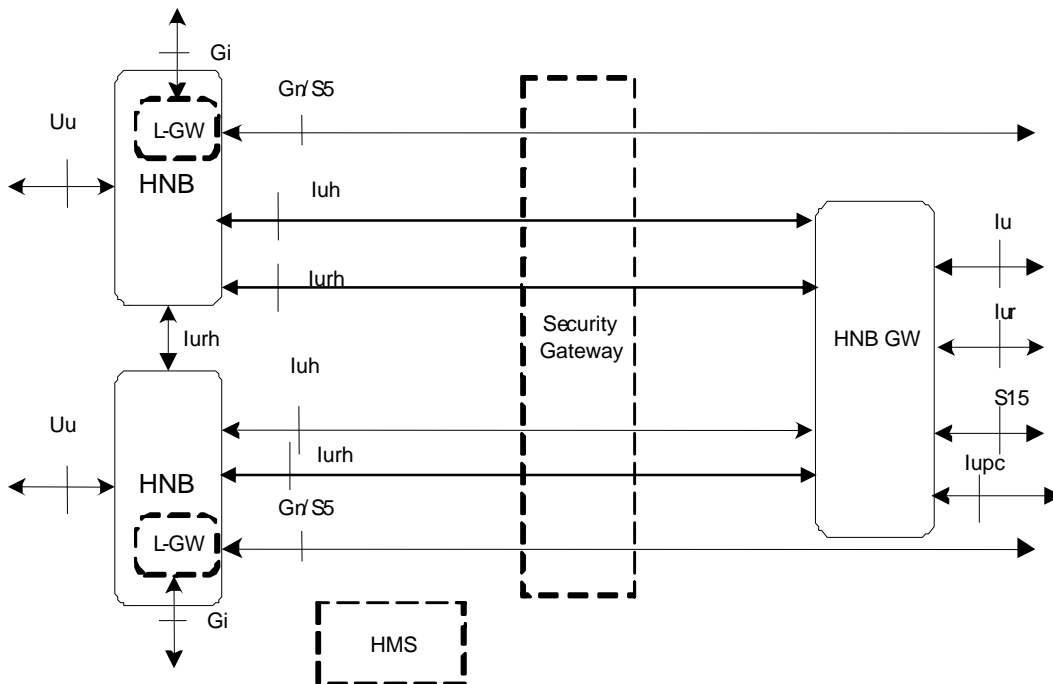 Gi
Gn/S5
Uu
L-GW
HNB
Iuh
Iu
Iurh
Security
Gateway
Iur
HNB GW
Iurh
Iuh
S15
Uu
Iurh
Iupc
HNB
Gn/S5
L-GW
Gi
HMS